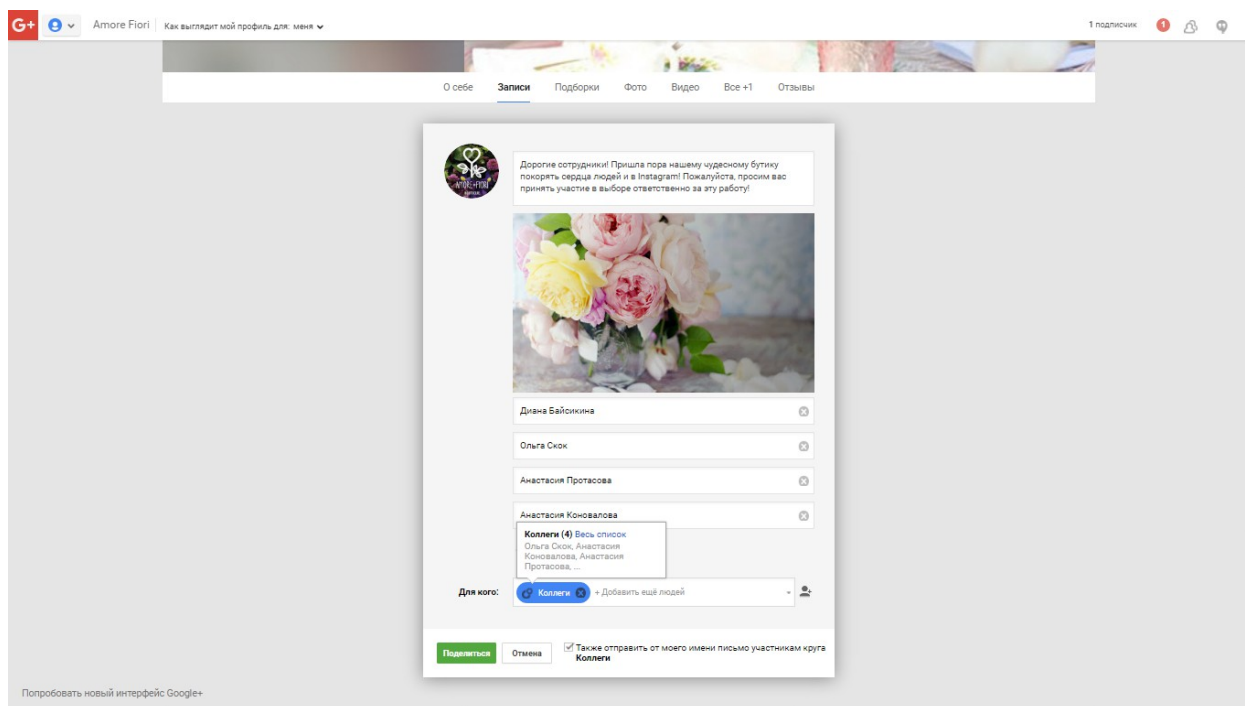 G+ Amore Fiori Как выглядит мой профиль для: меня 1 подписчик 1
О себе Записи Подборки Фото Видео Все +1 Отзывы
AMORE+FIORI
Дорогие сотрудники! Пришла пора нашему чудесному бутику
покорять сердца людей и в Instagram! Пожалуйста, просим вас
принять участие в выборе ответственно за эту работу!
Диана Байсикина
Ольга Скок
Анастасия Протасова
Анастасия Коновалова
Коллеги (4) Весь список
Ольга Скок, Анастасия
Коновалова, Анастасия
Протасова, ...
Для кого: Коллеги + Добавить ещё людей
Поделиться Отмена Также отправить от моего имени письмо участникам круга
Коллеги
Попробовать новый интерфейс Google+